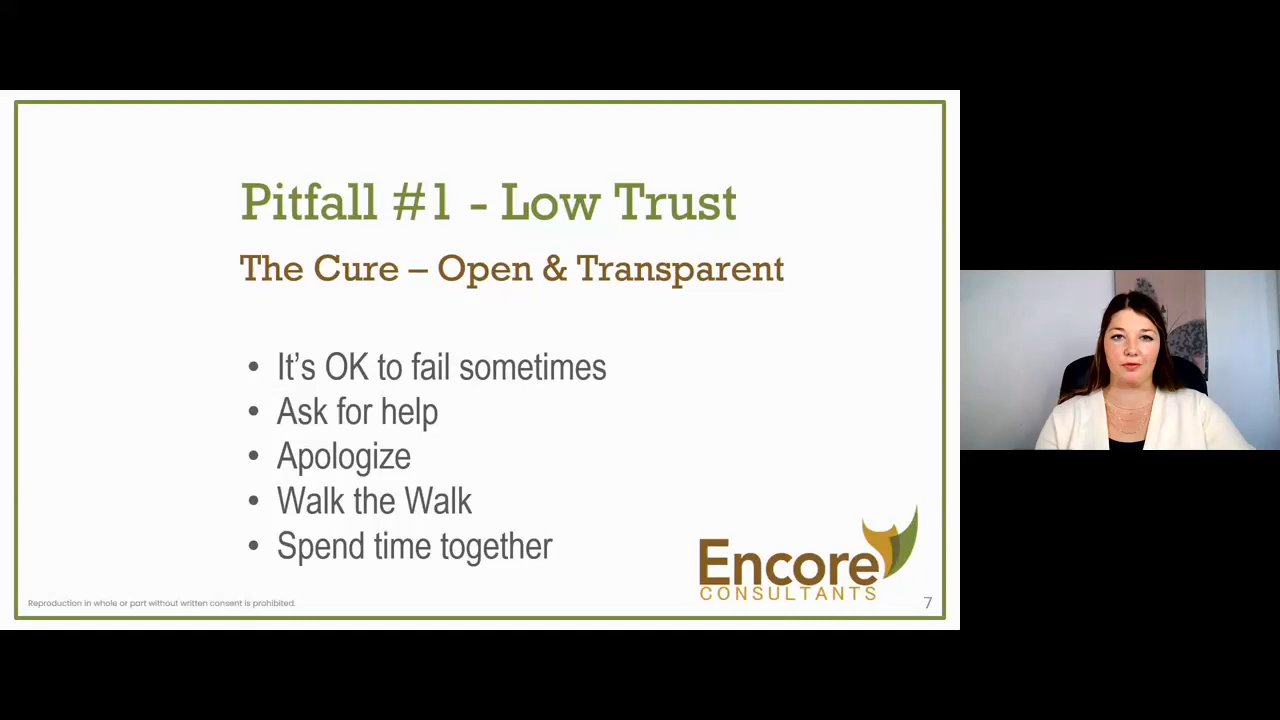 Pitfall #1 - Low Trust
The Cure – Open & Transparent
• It's OK to fail sometimes
• Ask for help
• Apologize
• Walk the Walk
• Spend time together
Encore
CONSULTANTS
Reproduction in whole or part without written consent is prohibited.
7